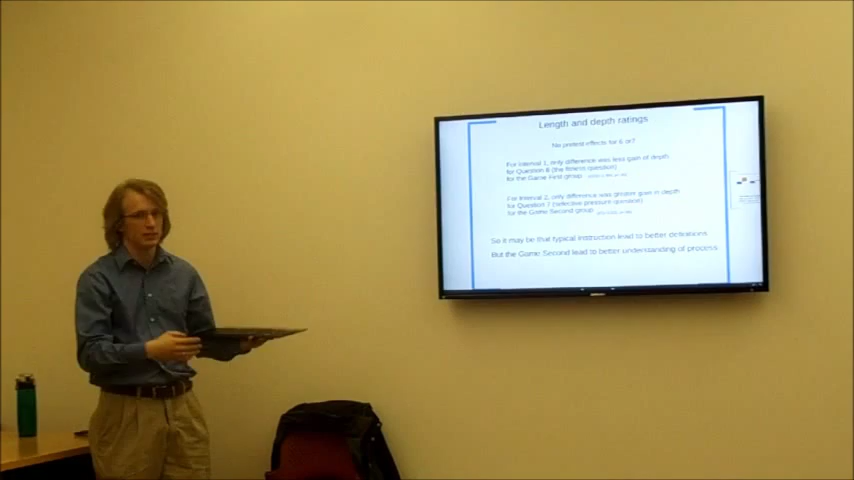 Length and depth ratings
No pretest effects for 6 or7
For Interval 1, only difference was less gain of depth
for Question 8 (the fitness question)
for the Game First group
For Interval 2, only difference was greater gain in depth
for Question 7 (selective pressure question)
for the Game Second group
So it may be that typical instruction lead to better definitions
But the Game Second lead to better understanding of process